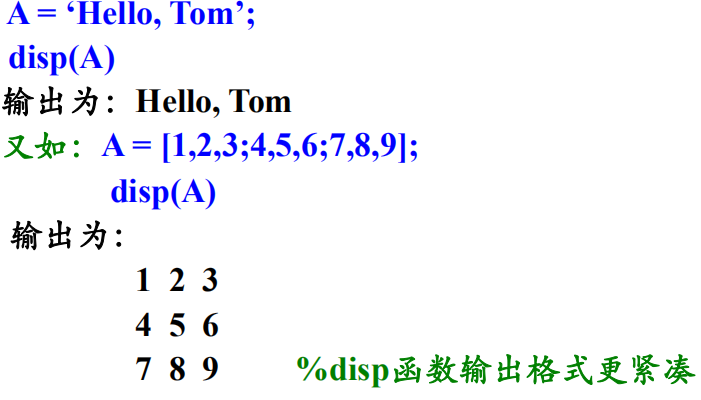 A = ‘Hello, Tom’;
disp(A)
输出为：Hello, Tom
又如：A = [1,2,3;4,5,6;7,8,9];
disp(A)
输出为：
1 2 3
4 5 6
7 8 9 %disp函数输出格式更紧凑